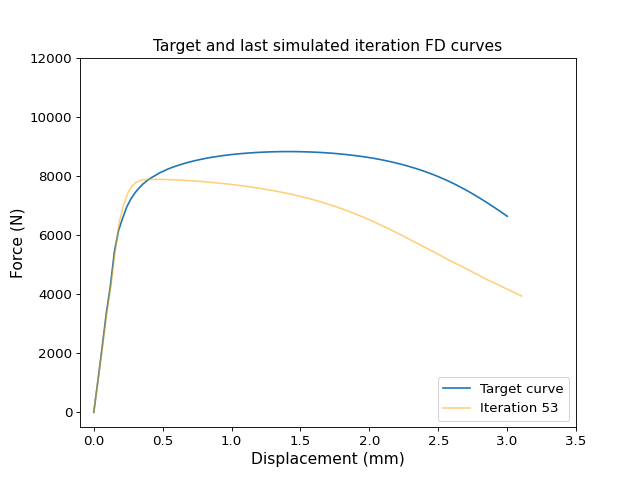 Target and last simulated iteration FD curves
12000
10000
8000
6000
4000
2000
0
Force (N)
0.0 0.5 1.0 1.5 2.0 2.5 3.0 3.5
Displacement (mm)
Target curve
Iteration 53